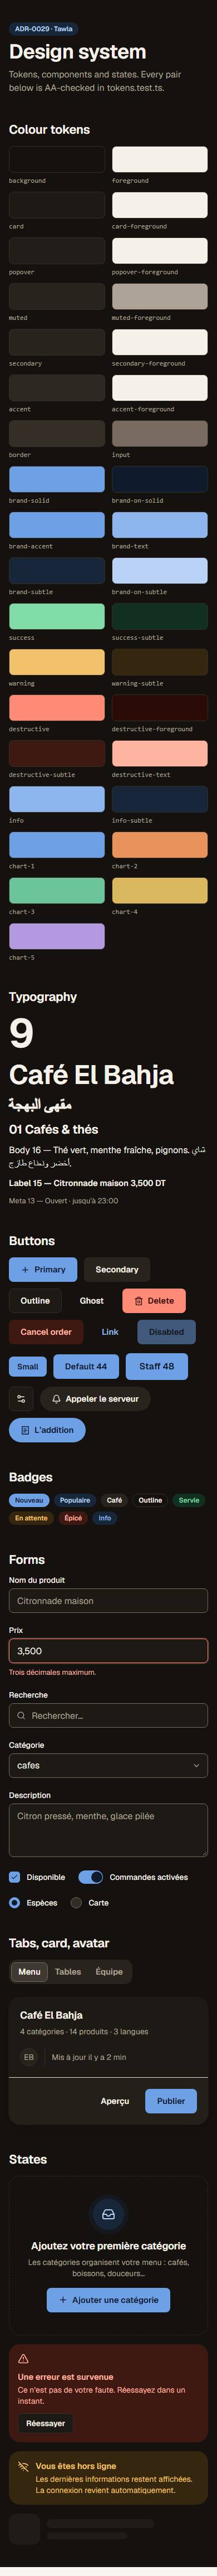 ADR-0029 · Tawla
Design system
Tokens, components and states. Every pair
below is AA-checked in tokens.test.ts.
Colour tokens
background foreground
card card-foreground
popover popover-foreground
muted muted-foreground
secondary secondary-foreground
accent accent-foreground
border input
brand-solid brand-on-solid
brand-accent brand-text
brand-subtle brand-on-subtle
success success-subtle
warning warning-subtle
destructive destructive-foreground
destructive-subtle destructive-text
info info-subtle
chart-1 chart-2
chart-3 chart-4
chart-5
Typography
9
Café El Bahja
مقهى البهجة
01 Cafés & thés
Body 16 — Thé vert, menthe fraîche, pignons. شاي
أخضر ونعناع طازج.
Label 15 — Citronnade maison 3,500 DT
Meta 13 — Ouvert · jusqu'à 23:00
Buttons
Primary Secondary
Outline Ghost Delete
Cancel order Link Disabled
Small Default 44 Staff 48
Appeler le serveur
L'addition
Badges
Nouveau Populaire Café Outline Servie
En attente Épicé Info
Forms
Nom du produit
Citronnade maison
Prix
3,500
Trois décimales maximum.
Recherche
Rechercher...
Catégorie
cafes
Description
Citron pressé, menthe, glace pilée
Disponible Commandes activées
Espèces Carte
Tabs, card, avatar
Menu Tables Équipe
Café El Bahja
4 catégories · 14 produits · 3 langues
EB Mis à jour il y a 2 min
Aperçu Publier
States
Ajoutez votre première catégorie
Les catégories organisent votre menu : cafés,
boissons, douceurs…
Ajouter une catégorie
Une erreur est survenue
Ce n'est pas de votre faute. Réessayez dans un
instant.
Réessayer
Vous êtes hors ligne
Les dernières informations restent affichées.
La connexion revient automatiquement.